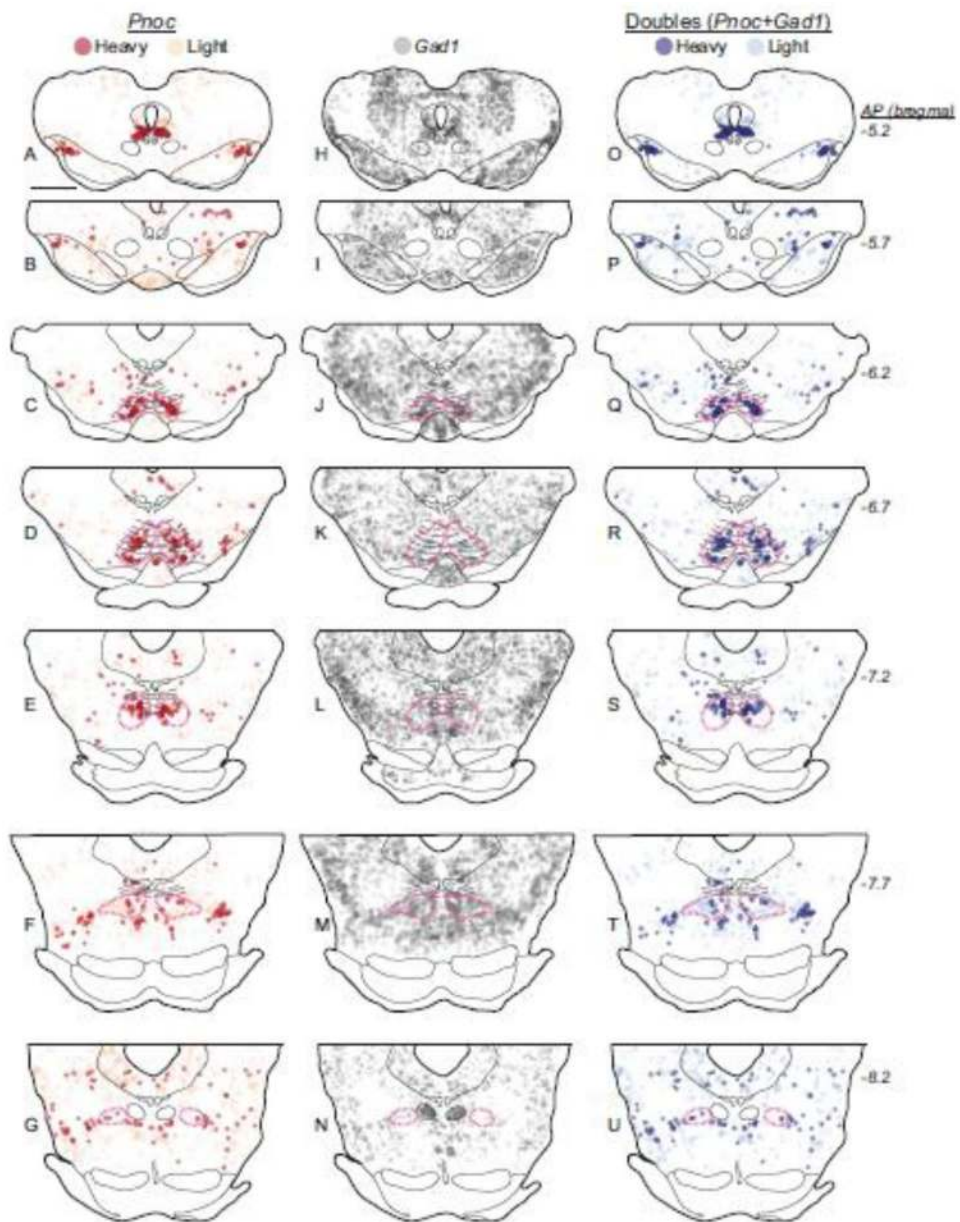 Pnoc
Heavy Light
Gad1
Doubles (Pnoc+Gad1)
Heavy Light
AP (bregma)
A H O -5.2
B I P -5.7
C J Q -6.2
D K R -6.7
E L S -7.2
F M T -7.7
G N U -8.2